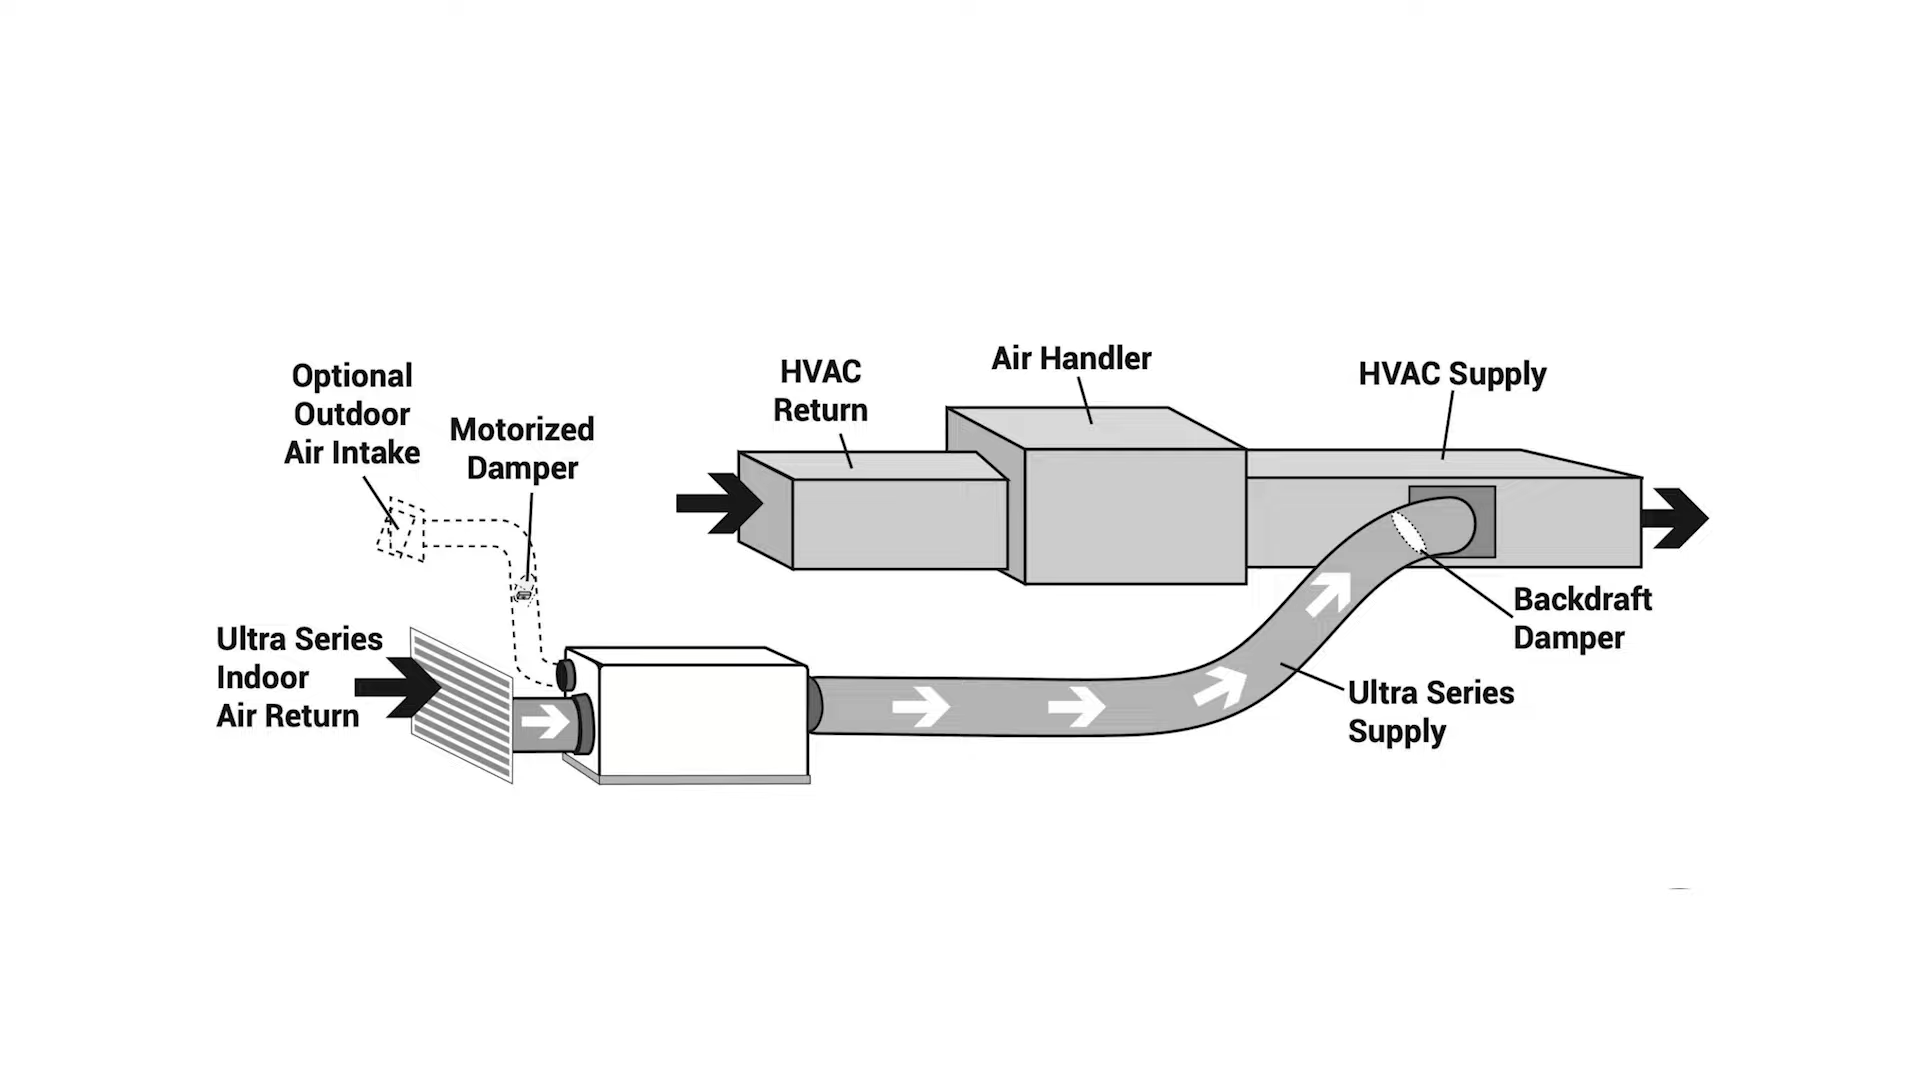 Optional
Outdoor
Air Intake
Motorized
Damper
HVAC
Return
Air Handler
HVAC Supply
Ultra Series
Indoor
Air Return
Backdraft
Damper
Ultra Series
Supply